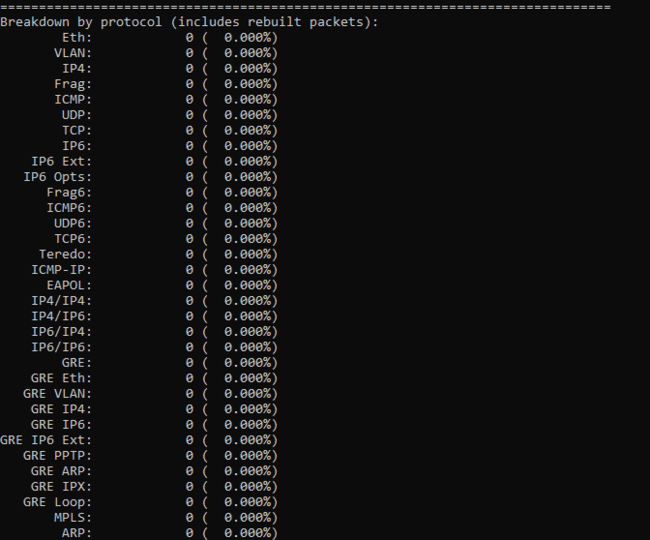 ===============================================================================
Breakdown by protocol (includes rebuilt packets):
        Eth:            0 (  0.000%)
       VLAN:            0 (  0.000%)
        IP4:            0 (  0.000%)
       Frag:            0 (  0.000%)
       ICMP:            0 (  0.000%)
        UDP:            0 (  0.000%)
        TCP:            0 (  0.000%)
        IP6:            0 (  0.000%)
    IP6 Ext:            0 (  0.000%)
   IP6 Opts:            0 (  0.000%)
      Frag6:            0 (  0.000%)
      ICMP6:            0 (  0.000%)
       UDP6:            0 (  0.000%)
       TCP6:            0 (  0.000%)
     Teredo:            0 (  0.000%)
    ICMP-IP:            0 (  0.000%)
      EAPOL:            0 (  0.000%)
    IP4/IP4:            0 (  0.000%)
    IP4/IP6:            0 (  0.000%)
    IP6/IP4:            0 (  0.000%)
    IP6/IP6:            0 (  0.000%)
        GRE:            0 (  0.000%)
    GRE Eth:            0 (  0.000%)
   GRE VLAN:            0 (  0.000%)
    GRE IP4:            0 (  0.000%)
    GRE IP6:            0 (  0.000%)
GRE IP6 Ext:            0 (  0.000%)
   GRE PPTP:            0 (  0.000%)
    GRE ARP:            0 (  0.000%)
    GRE IPX:            0 (  0.000%)
   GRE Loop:            0 (  0.000%)
       MPLS:            0 (  0.000%)
        ARP:            0 (  0.000%)